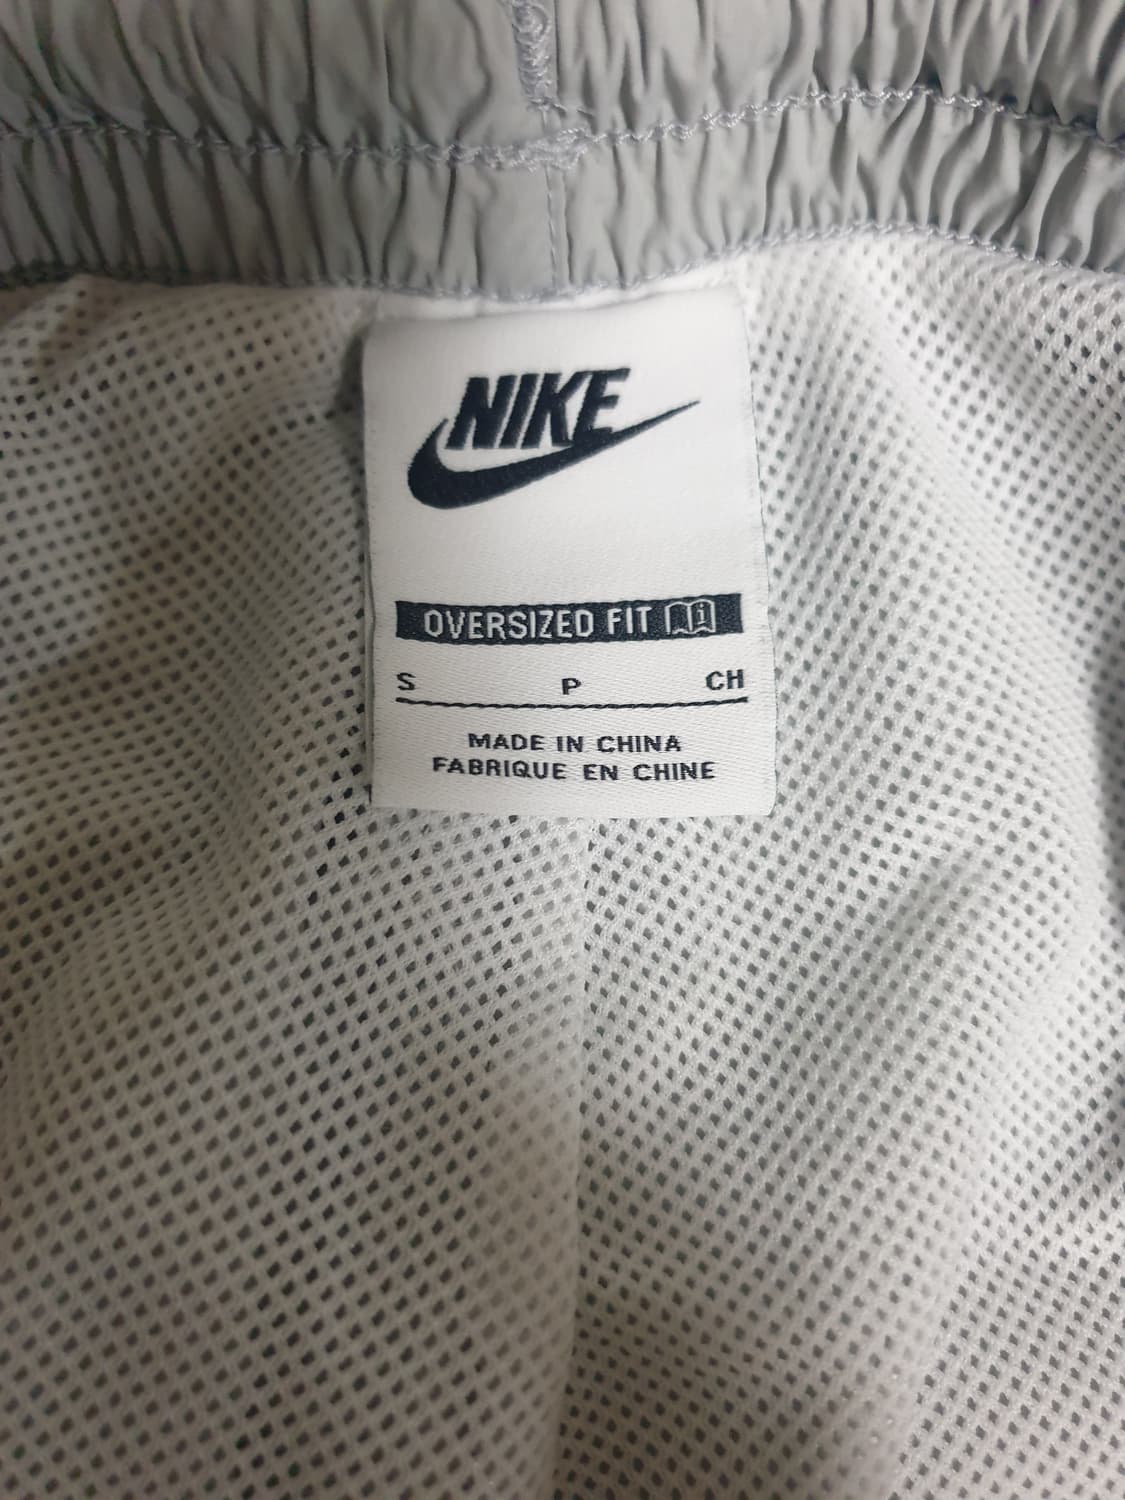 NIKE
OVERSIZED FIT
S P CH
MADE IN CHINA
FABRIQUE EN CHINE